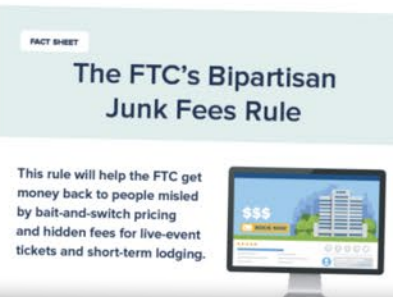 FACT SHEET
The FTC's Bipartisan
Junk Fees Rule
This rule will help the FTC get
money back to people misled
by bait-and-switch pricing
and hidden fees for live-event
tickets and short-term lodging.
$$$
BOOK NOW